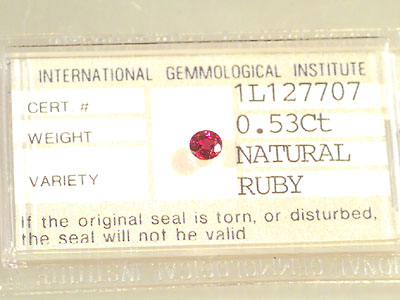 INTERNATIONAL GEMMOLOGICAL INSTITUTE
CERT. # 1L127707
WEIGHT 0.53Ct
NATURAL
VARIETY RUBY
If the original seal is torn, or disturbed,
the seal will not be valid